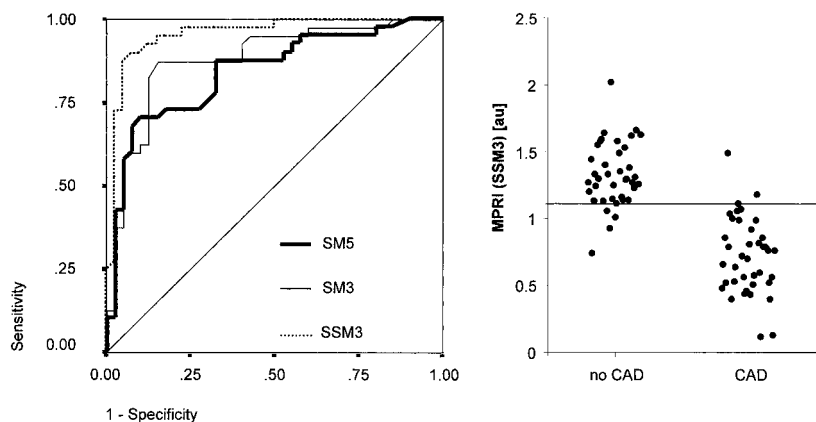 Sensitivity
1.00
.75
.50
.25
0.00
SM5
SM3
SSM3
0.00
.25
.50
.75
1.00
1 - Specificity
MPRI (SSM3) [au]
2.5
2
1.5
1
0.5
0
no CAD
CAD